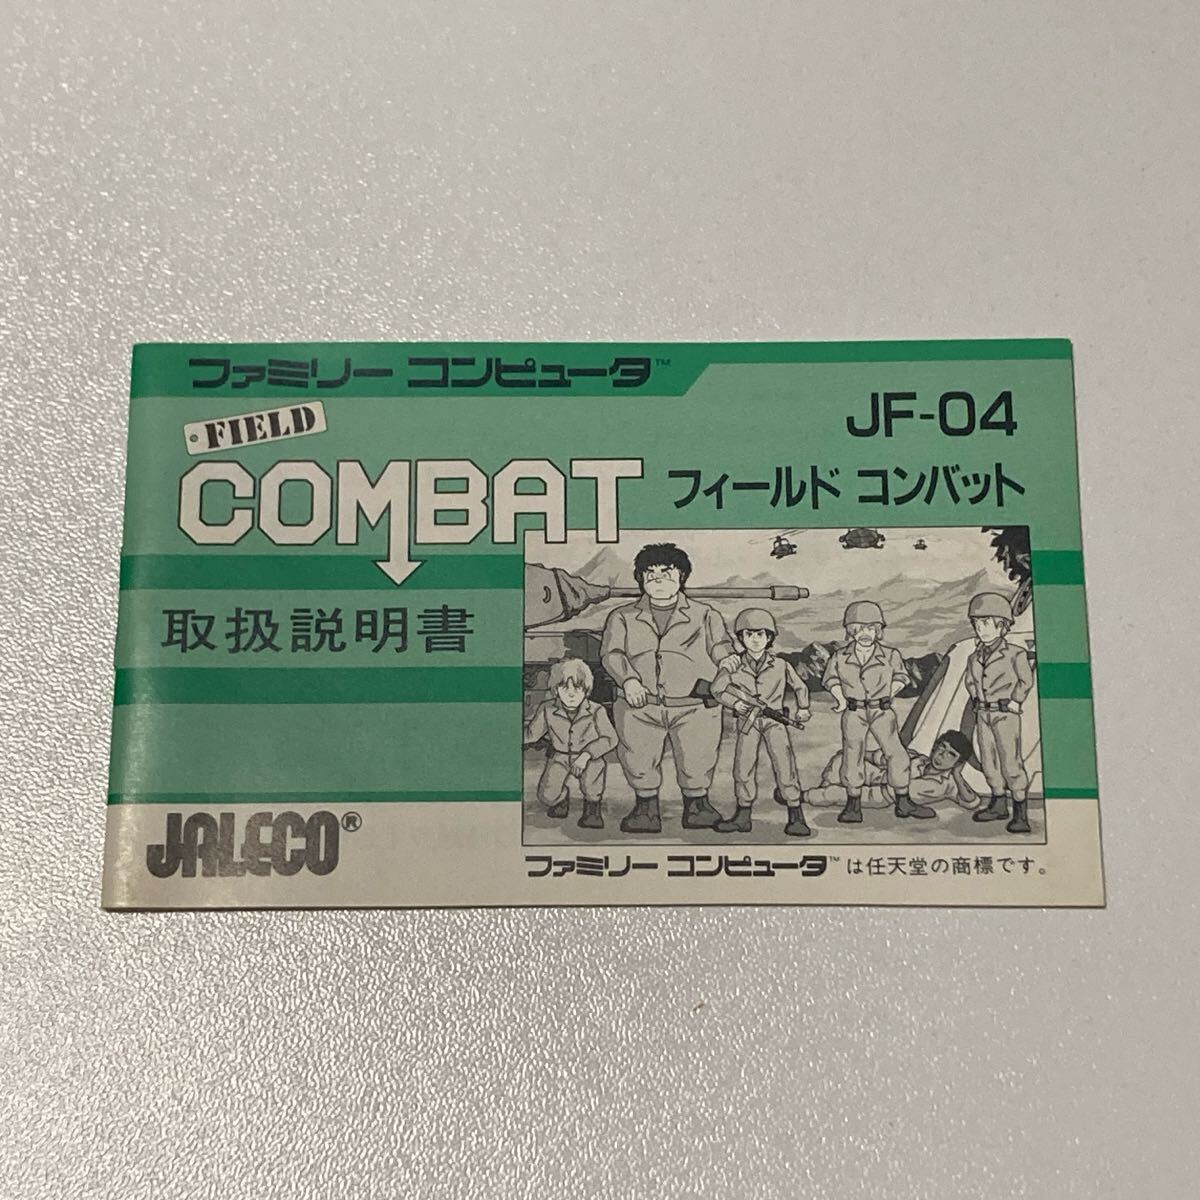 ファミリー コンピュータ™
JF-04
FIELD
COMBAT
フィールド コンバット
取扱説明書
JALECO®
ファミリー コンピュータ™は任天堂の商標です。